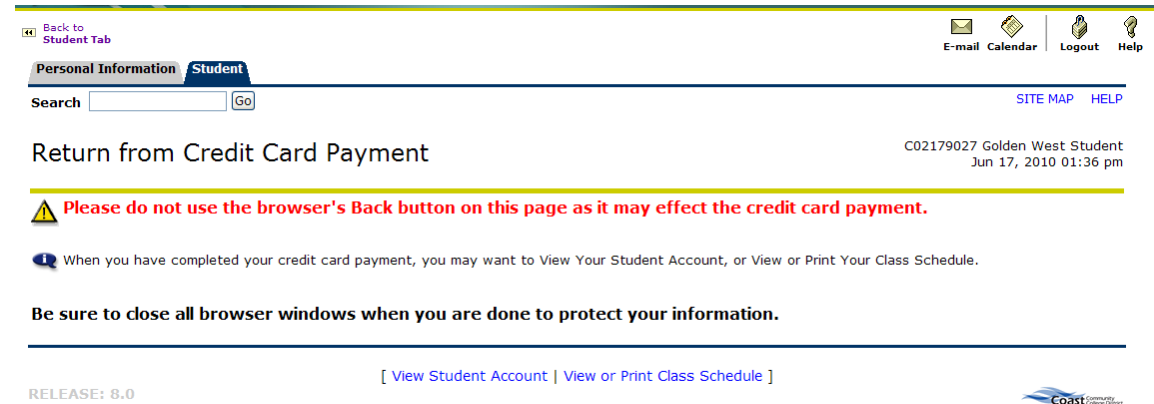 Back to
Student Tab
E-mail Calendar Logout Help
Personal Information Student
Search Go
SITE MAP HELP
Return from Credit Card Payment
C02179027 Golden West Student
Jun 17, 2010 01:36 pm
Please do not use the browser's Back button on this page as it may effect the credit card payment.
When you have completed your credit card payment, you may want to View Your Student Account, or View or Print Your Class Schedule.
Be sure to close all browser windows when you are done to protect your information.
[ View Student Account | View or Print Class Schedule ]
RELEASE: 8.0
Coast Community
College District